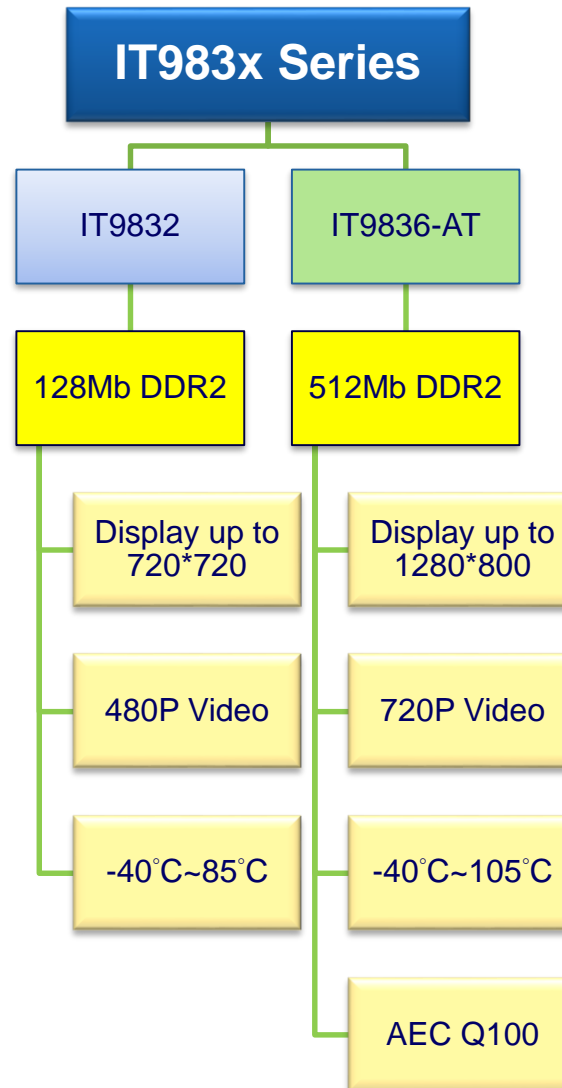 IT983x Series
IT9832
IT9836-AT
128Mb DDR2
512Mb DDR2
Display up to
720*720
Display up to
1280*800
480P Video
720P Video
-40°C~85°C
-40°C~105°C
AEC Q100